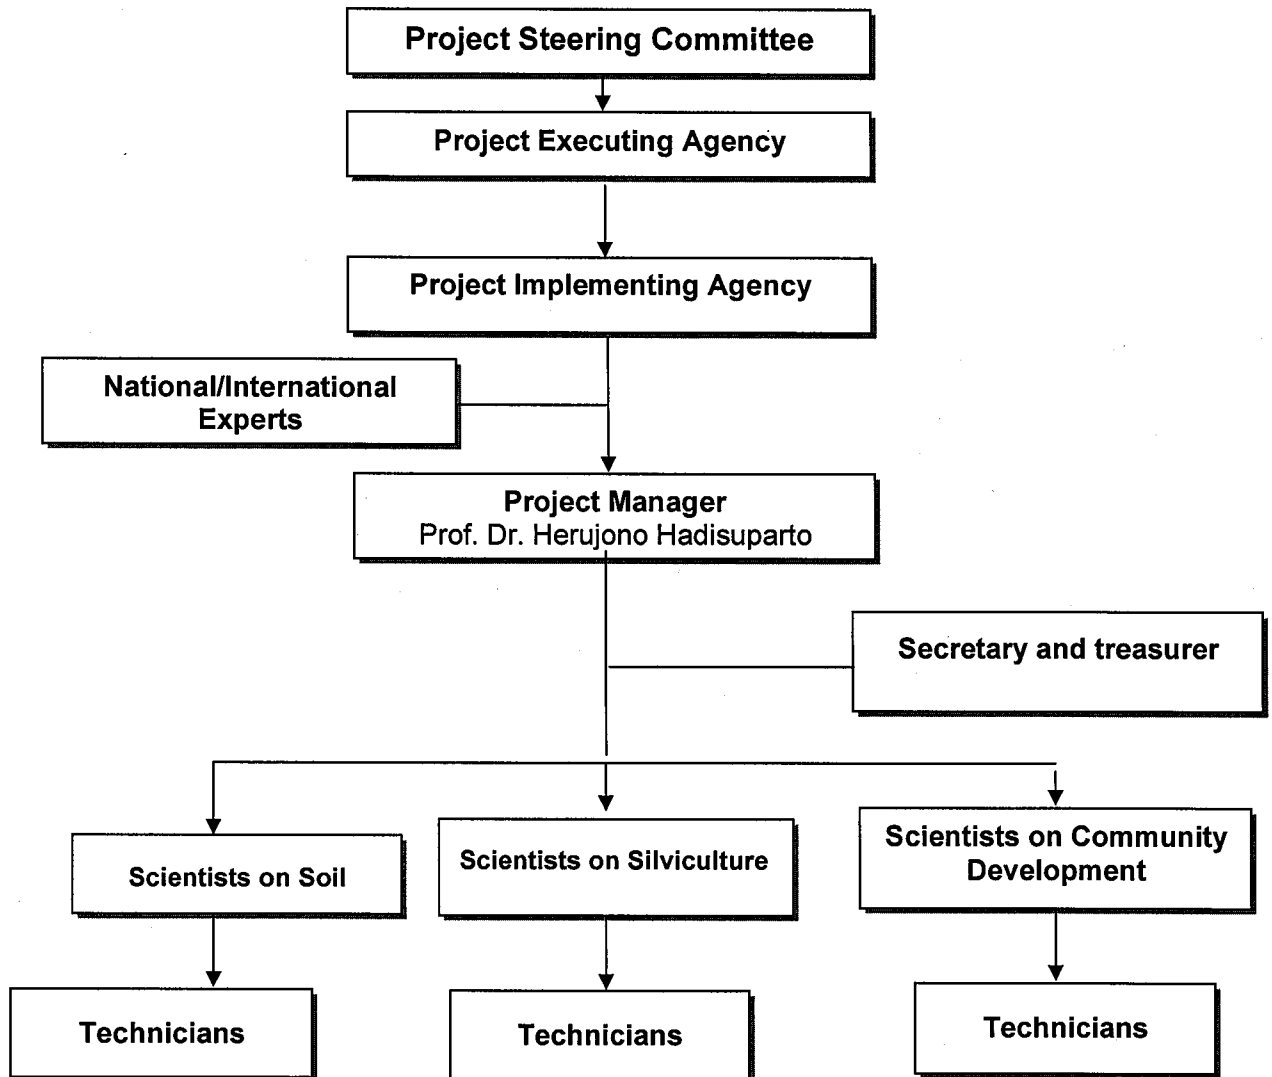 Project Steering Committee
Project Executing Agency
Project Implementing Agency
National/International
Experts
Project Manager
Prof. Dr. Herujono Hadisuparto
Secretary and treasurer
Scientists on Soil
Scientists on Silviculture
Scientists on Community
Development
Technicians
Technicians
Technicians